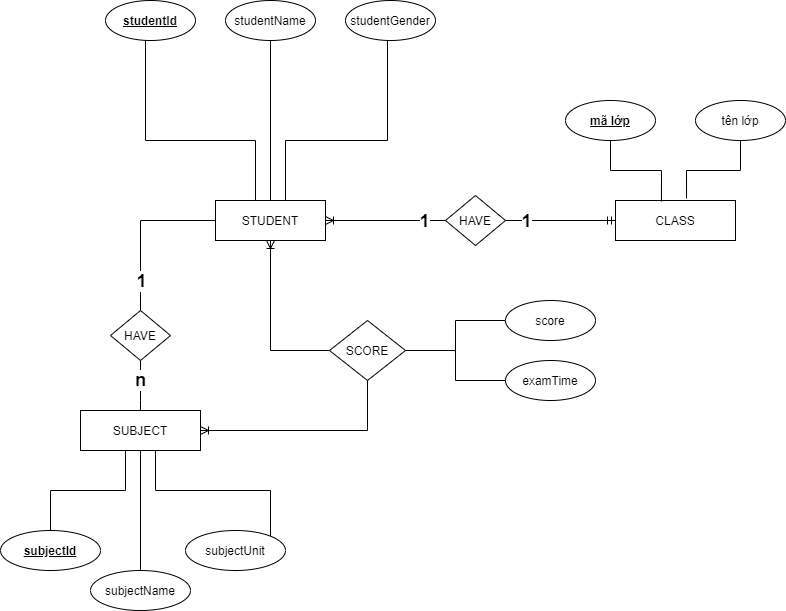 studentId
studentName
studentGender
mã lớp
tên lớp
STUDENT
1
HAVE
1
CLASS
1
HAVE
n
SCORE
score
examTime
SUBJECT
subjectId
subjectUnit
subjectName